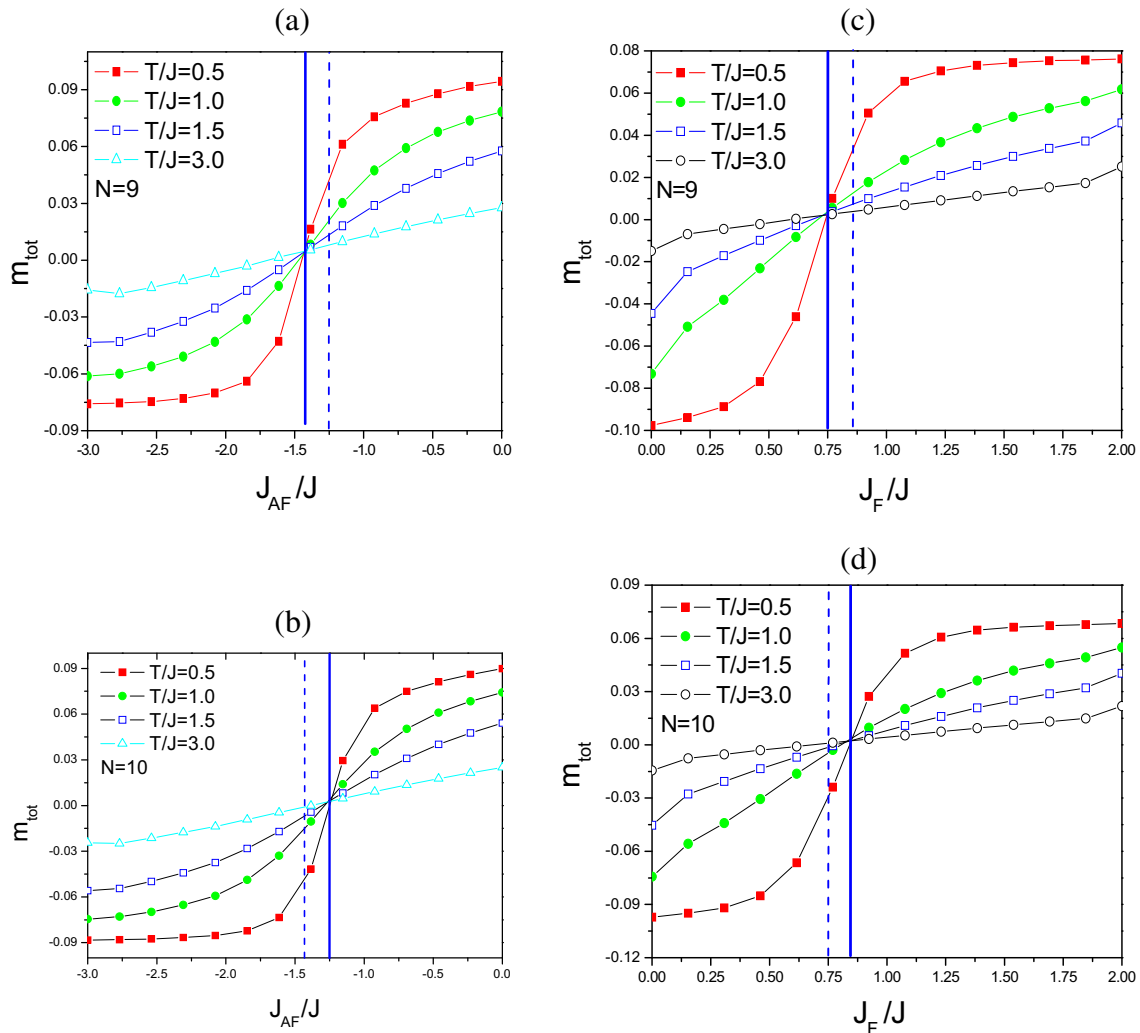 (a)
T/J=0.5
T/J=1.0
T/J=1.5
T/J=3.0
N=9
m_tot
0.09
0.06
0.03
0.00
-0.03
-0.06
-0.09
-3.0 -2.5 -2.0 -1.5 -1.0 -0.5 0.0
J_AF/J
(c)
T/J=0.5
T/J=1.0
T/J=1.5
T/J=3.0
N=9
m_tot
0.08
0.06
0.04
0.02
0.00
-0.02
-0.04
-0.06
-0.08
-0.10
0.00 0.25 0.50 0.75 1.00 1.25 1.50 1.75 2.00
J_F/J
(b)
T/J=0.5
T/J=1.0
T/J=1.5
T/J=3.0
N=10
m_tot
0.09
0.06
0.03
0.00
-0.03
-0.06
-0.09
-3.0 -2.5 -2.0 -1.5 -1.0 -0.5 0.0
J_AF/J
(d)
T/J=0.5
T/J=1.0
T/J=1.5
T/J=3.0
N=10
m_tot
0.09
0.06
0.03
0.00
-0.03
-0.06
-0.09
-0.12
0.00 0.25 0.50 0.75 1.00 1.25 1.50 1.75 2.00
J_F/J